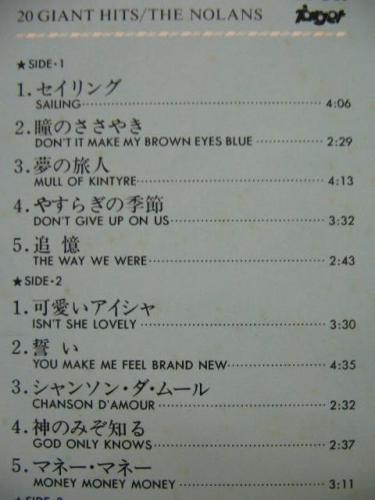 20 GIANT HITS/THE NOLANS
Target
★SIDE・1
1.セイリング
SAILING 4:06
2.瞳のささやき
DON'T IT MAKE MY BROWN EYES BLUE 2:29
3.夢の旅人
MULL OF KINTYRE 4:13
4.やすらぎの季節
DON'T GIVE UP ON US 3:32
5.追憶
THE WAY WE WERE 2:43
★SIDE・2
1.可愛いアイシャ
ISN'T SHE LOVELY 3:30
2.誓い
YOU MAKE ME FEEL BRAND NEW 4:35
3.シャンソン・ダ・ムール
CHANSON D'AMOUR 2:32
4.神のみぞ知る
GOD ONLY KNOWS 2:37
5.マネー・マネー
MONEY MONEY MONEY 3:11